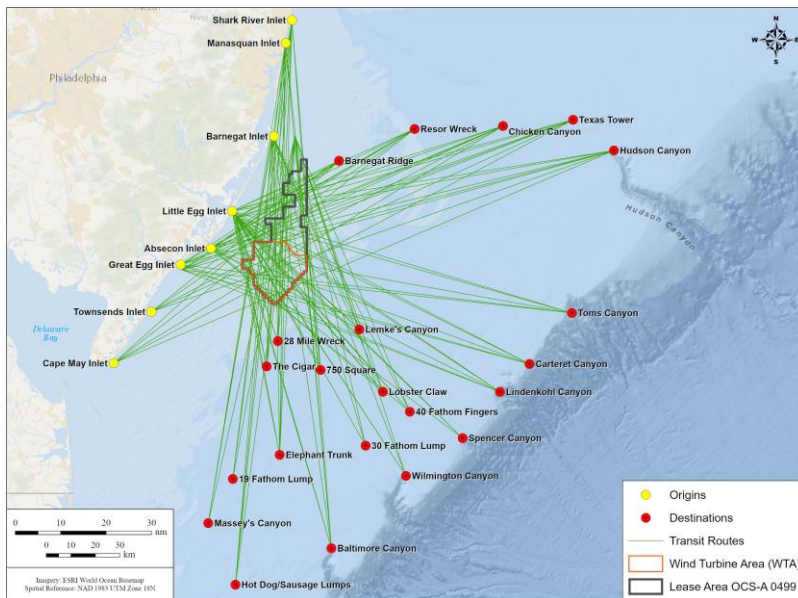 Shark River Inlet
Manasquan Inlet
N
W
E
S
Philadelphia
Texas Tower
Resor Wreck
Chicken Canyon
Barnegat Inlet
Hudson Canyon
Barnegat Ridge
Little Egg Inlet
Hudson Canyon
Absecon Inlet
Great Egg Inlet
Townsends Inlet
Toms Canyon
Delaware
Bay
Lemke's Canyon
28 Mile Wreck
Cape May Inlet
The Cigar
750 Square
Carteret Canyon
Lobster Claw
Lindenkohl Canyon
40 Fathom Fingers
Spencer Canyon
30 Fathom Lump
Elephant Trunk
Wilmington Canyon
19 Fathom Lump
Massey's Canyon
Baltimore Canyon
Hot Dog/Sausage Lumps
0 10 20 30
nm
0 10 20 30
km
Imagery: ESRI World Ocean Basemap
Spatial Reference: NAD 1983 UTM Zone 18N
Origins
Destinations
Transit Routes
Wind Turbine Area (WTA)
Lease Area OCS-A 0499